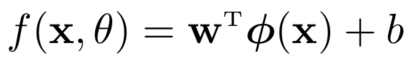 f(x, θ) = wᵀϕ(x) + b